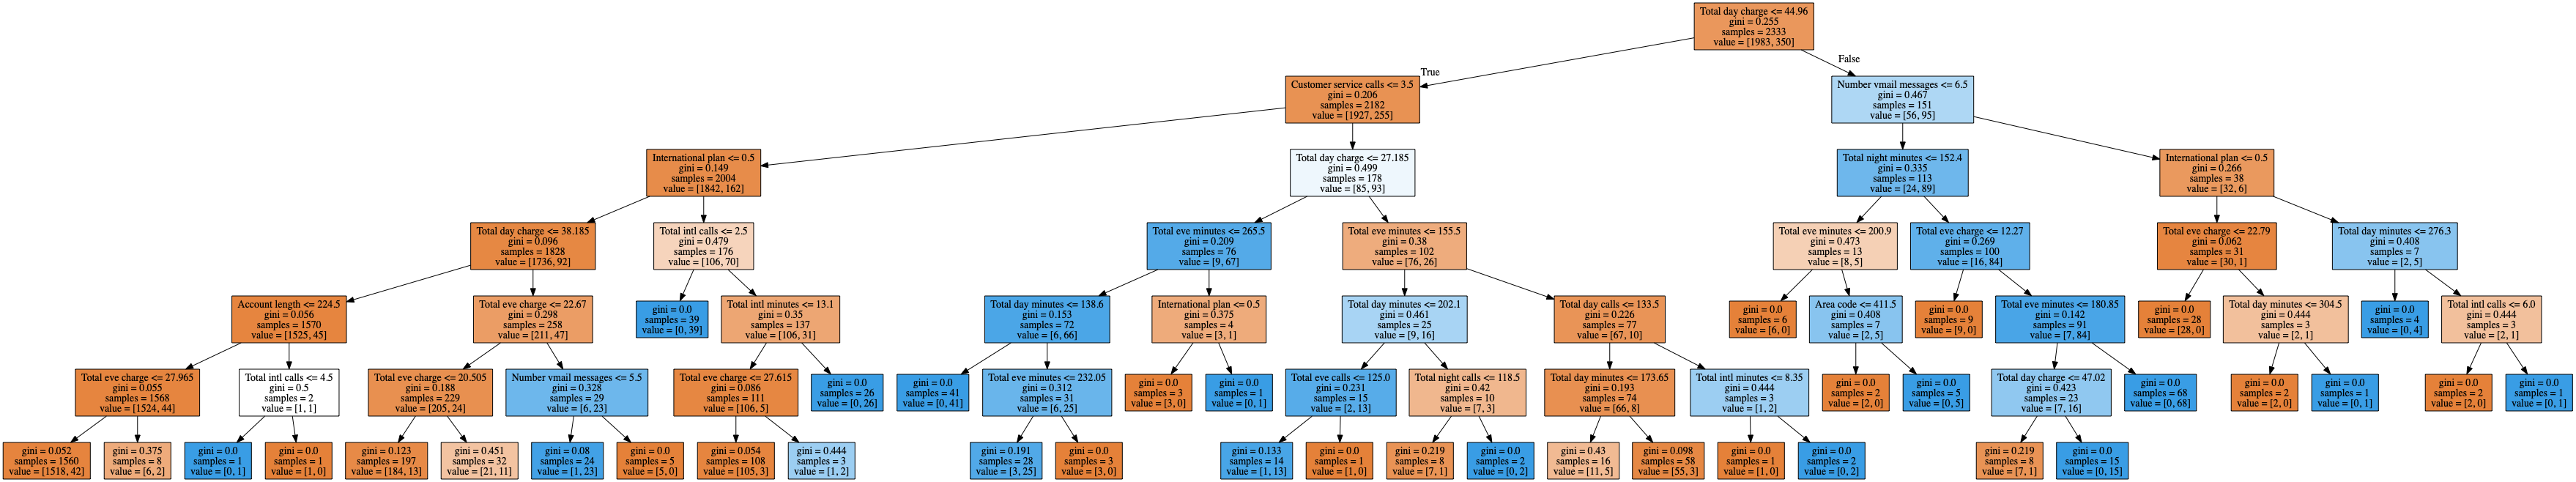 Total day charge <= 44.96
gini = 0.255
samples = 2333
value = [1983, 350]
True
False
Customer service calls <= 3.5
gini = 0.206
samples = 2182
value = [1927, 255]
Number vmail messages <= 6.5
gini = 0.467
samples = 151
value = [56, 95]
International plan <= 0.5
gini = 0.149
samples = 2004
value = [1842, 162]
Total day charge <= 27.185
gini = 0.499
samples = 178
value = [85, 93]
Total night minutes <= 152.4
gini = 0.335
samples = 113
value = [24, 89]
International plan <= 0.5
gini = 0.266
samples = 38
value = [32, 6]
Total day charge <= 38.185
gini = 0.096
samples = 1828
value = [1736, 92]
Total intl calls <= 2.5
gini = 0.479
samples = 176
value = [106, 70]
Total eve minutes <= 265.5
gini = 0.209
samples = 76
value = [9, 67]
Total eve minutes <= 155.5
gini = 0.38
samples = 102
value = [76, 26]
Total eve minutes <= 200.9
gini = 0.473
samples = 13
value = [8, 5]
Total eve charge <= 12.27
gini = 0.269
samples = 100
value = [16, 84]
Total eve charge <= 22.79
gini = 0.062
samples = 31
value = [30, 1]
Total day minutes <= 276.3
gini = 0.408
samples = 7
value = [2, 5]
Account length <= 224.5
gini = 0.056
samples = 1570
value = [1525, 45]
Total eve charge <= 22.67
gini = 0.298
samples = 258
value = [211, 47]
gini = 0.0
samples = 39
value = [0, 39]
Total intl minutes <= 13.1
gini = 0.35
samples = 137
value = [106, 31]
Total day minutes <= 138.6
gini = 0.153
samples = 72
value = [6, 66]
International plan <= 0.5
gini = 0.375
samples = 4
value = [3, 1]
Total day minutes <= 202.1
gini = 0.461
samples = 25
value = [9, 16]
Total day calls <= 133.5
gini = 0.226
samples = 77
value = [67, 10]
gini = 0.0
samples = 6
value = [6, 0]
Area code <= 411.5
gini = 0.408
samples = 7
value = [2, 5]
gini = 0.0
samples = 9
value = [9, 0]
Total eve minutes <= 180.85
gini = 0.142
samples = 91
value = [7, 84]
gini = 0.0
samples = 28
value = [28, 0]
Total day minutes <= 304.5
gini = 0.444
samples = 3
value = [2, 1]
gini = 0.0
samples = 4
value = [0, 4]
Total intl calls <= 6.0
gini = 0.444
samples = 3
value = [2, 1]
Total eve charge <= 27.965
gini = 0.055
samples = 1568
value = [1524, 44]
Total intl calls <= 4.5
gini = 0.5
samples = 2
value = [1, 1]
Total eve charge <= 20.505
gini = 0.188
samples = 229
value = [205, 24]
Number vmail messages <= 5.5
gini = 0.328
samples = 29
value = [6, 23]
Total eve charge <= 27.615
gini = 0.086
samples = 111
value = [106, 5]
gini = 0.0
samples = 26
value = [0, 26]
gini = 0.0
samples = 41
value = [0, 41]
Total eve minutes <= 232.05
gini = 0.312
samples = 31
value = [6, 25]
gini = 0.0
samples = 3
value = [3, 0]
gini = 0.0
samples = 1
value = [0, 1]
Total eve calls <= 125.0
gini = 0.231
samples = 15
value = [2, 13]
Total night calls <= 118.5
gini = 0.42
samples = 10
value = [7, 3]
Total day minutes <= 173.65
gini = 0.193
samples = 74
value = [66, 8]
Total intl minutes <= 8.35
gini = 0.444
samples = 3
value = [1, 2]
gini = 0.0
samples = 2
value = [2, 0]
gini = 0.0
samples = 5
value = [0, 5]
Total day charge <= 47.02
gini = 0.423
samples = 23
value = [7, 16]
gini = 0.0
samples = 68
value = [0, 68]
gini = 0.0
samples = 2
value = [2, 0]
gini = 0.0
samples = 1
value = [0, 1]
gini = 0.0
samples = 2
value = [2, 0]
gini = 0.0
samples = 1
value = [0, 1]
gini = 0.052
samples = 1560
value = [1518, 42]
gini = 0.375
samples = 8
value = [6, 2]
gini = 0.0
samples = 1
value = [0, 1]
gini = 0.0
samples = 1
value = [1, 0]
gini = 0.123
samples = 197
value = [184, 13]
gini = 0.451
samples = 32
value = [21, 11]
gini = 0.08
samples = 24
value = [1, 23]
gini = 0.0
samples = 5
value = [5, 0]
gini = 0.054
samples = 108
value = [105, 3]
gini = 0.444
samples = 3
value = [1, 2]
gini = 0.191
samples = 28
value = [3, 25]
gini = 0.0
samples = 3
value = [3, 0]
gini = 0.133
samples = 14
value = [1, 13]
gini = 0.0
samples = 1
value = [1, 0]
gini = 0.219
samples = 8
value = [7, 1]
gini = 0.0
samples = 2
value = [0, 2]
gini = 0.43
samples = 16
value = [11, 5]
gini = 0.098
samples = 58
value = [55, 3]
gini = 0.0
samples = 1
value = [1, 0]
gini = 0.0
samples = 2
value = [0, 2]
gini = 0.219
samples = 8
value = [7, 1]
gini = 0.0
samples = 15
value = [0, 15]